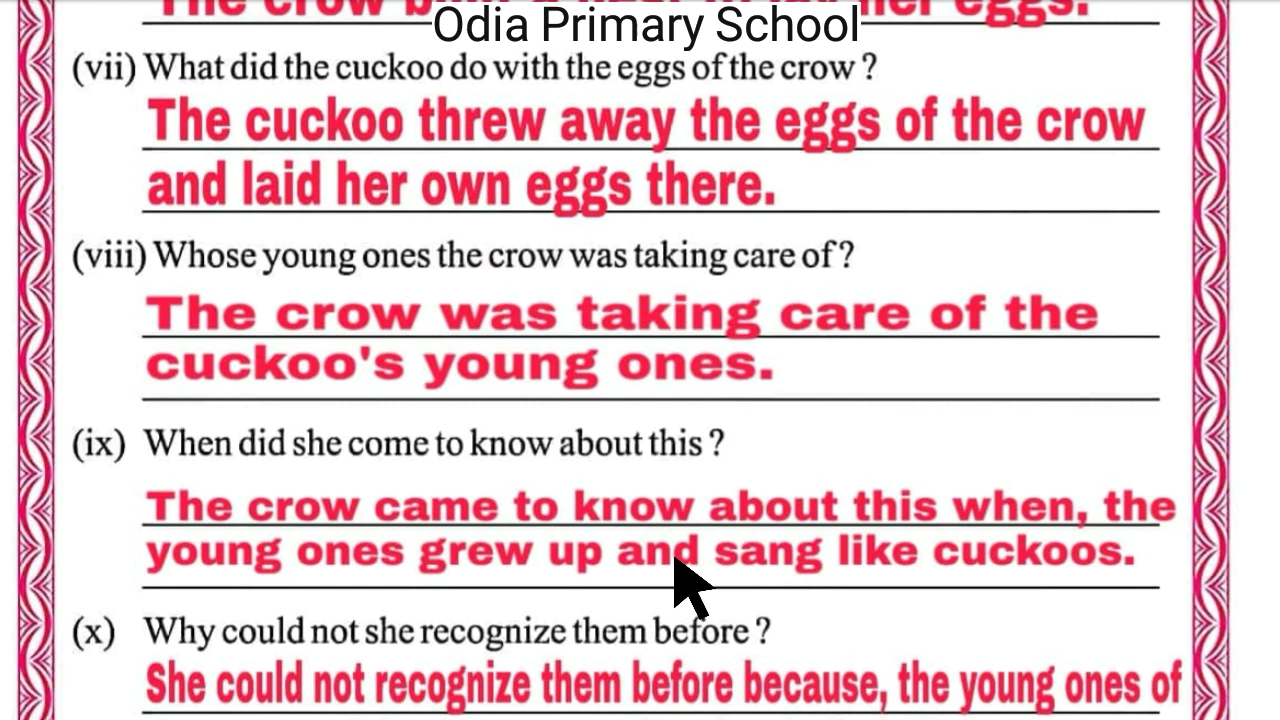 The crow her eggs.
Odia Primary School
(vii) What did the cuckoo do with the eggs of the crow ?
The cuckoo threw away the eggs of the crow
and laid her own eggs there.
(viii) Whose young ones the crow was taking care of ?
The crow was taking care of the
cuckoo's young ones.
(ix) When did she come to know about this ?
The crow came to know about this when, the
young ones grew up and sang like cuckoos.
(x) Why could not she recognize them before ?
She could not recognize them before because, the young ones of